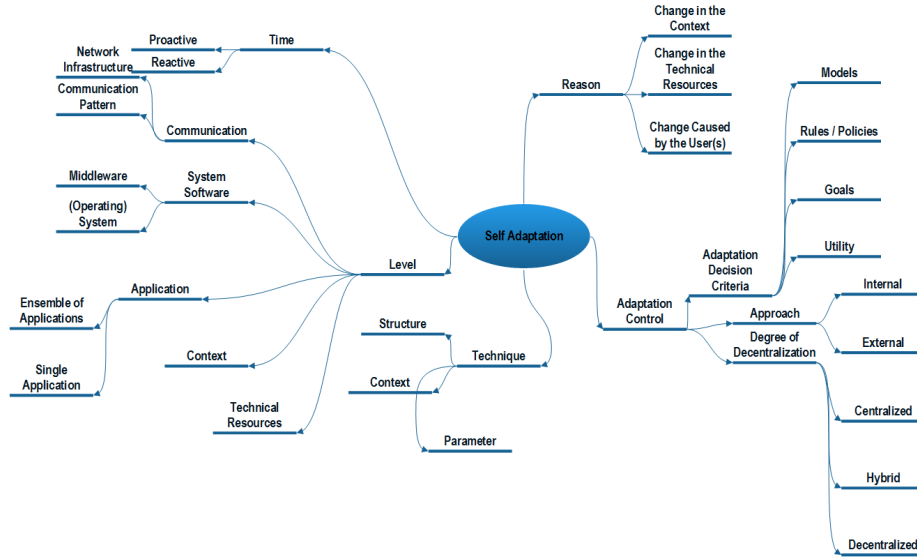 Change in the
Context
Proactive
Time
Reactive
Network
Infrastructure
Change in the
Technical
Resources
Reason
Models
Communication
Pattern
Communication
Change Caused
by the User(s)
Rules / Policies
Middleware
System
Software
Goals
(Operating)
System
Self Adaptation
Utility
Level
Adaptation
Decision
Criteria
Internal
Application
Ensemble of
Applications
Adaptation
Control
Approach
Structure
Degree of
Decentralization
External
Context
Technique
Single
Application
Context
Technical
Resources
Centralized
Parameter
Hybrid
Decentralized